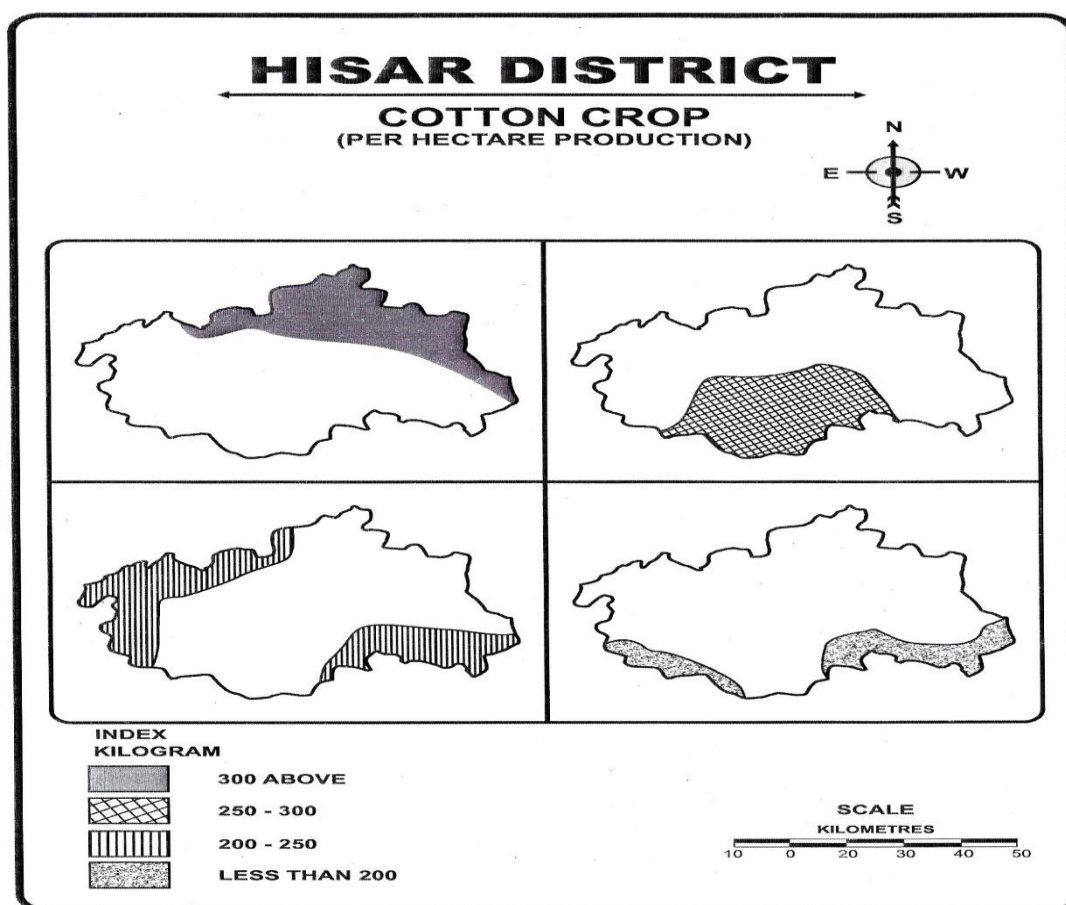 HISAR DISTRICT
COTTON CROP
(PER HECTARE PRODUCTION)
N
E W
S
INDEX
KILOGRAM
300 ABOVE
250 - 300
200 - 250
LESS THAN 200
SCALE
KILOMETRES
10 0 20 30 40 50